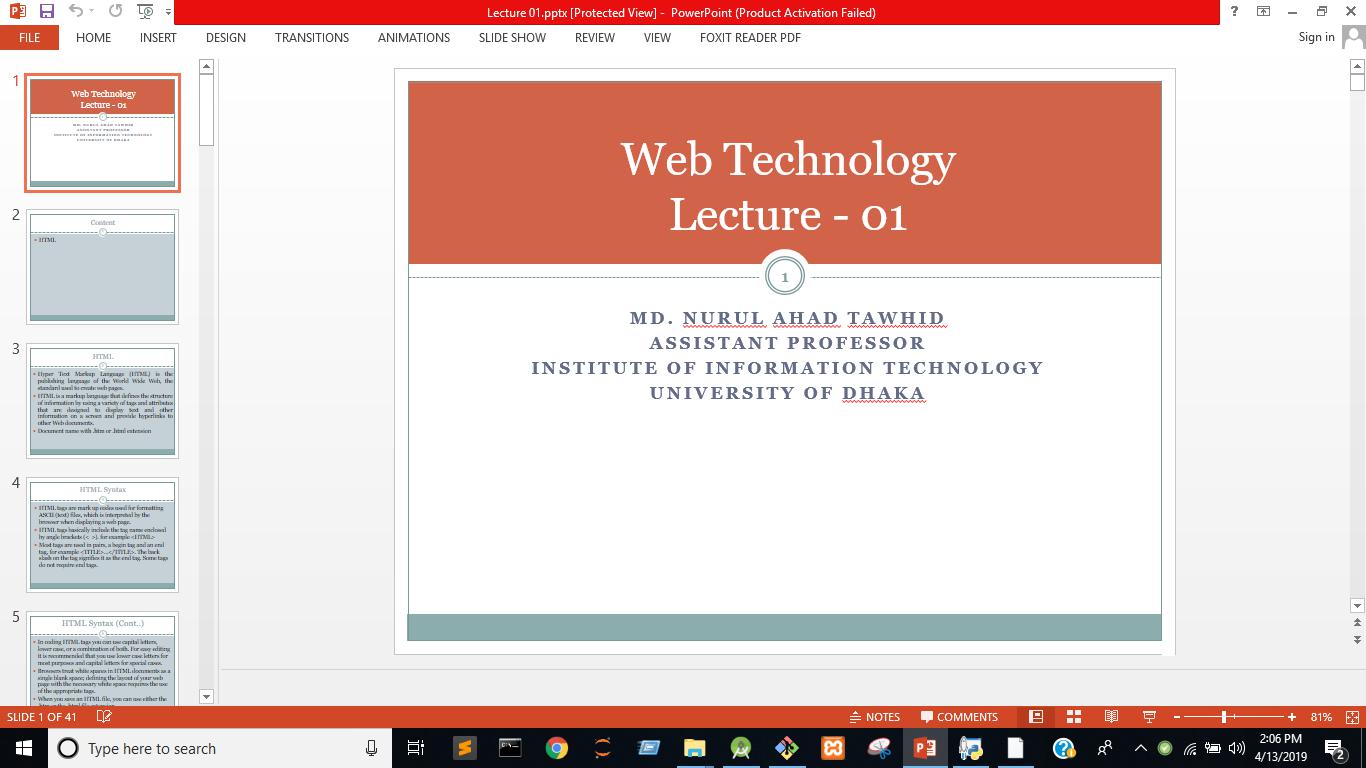 Lecture 01.pptx [Protected View] - PowerPoint (Product Activation Failed)
FILE HOME INSERT DESIGN TRANSITIONS ANIMATIONS SLIDE SHOW REVIEW VIEW FOXIT READER PDF Sign in
1
Web Technology
Lecture - 01
MD. NURUL AHAD TAWHID
ASSISTANT PROFESSOR
INSTITUTE OF INFORMATION TECHNOLOGY
UNIVERSITY OF DHAKA
2
Content
HTML
3
HTML
Hyper Text Markup Language (HTML) is the
publishing language of the World Wide Web, the
standard used to create web pages.
HTML is a markup language that defines the structure
of information by using a variety of tags and attributes
that are designed to display text and other
information on a screen and provide hyperlinks to
other Web documents.
Document name with .htm or .html extension
4
HTML Syntax
HTML tags are mark up codes used for formatting
ASCII (text) files, which is interpreted by the
browser when displaying a web page.
HTML tags basically include the tag name enclosed
by angle brackets (< >). for example <HTML>
Most tags are used in pairs, a begin tag and an end
tag, for example <TITLE>...</TITLE>. The back
slash on the tag signifies it as the end tag. Some tags
do not require end tags.
5
HTML Syntax (Cont..)
In coding HTML tags you can use capital letters,
lower case, or a combination of both. For easy editing
it is recommended that you use lower case letters for
most purposes and capital letters for special cases.
Browsers treat white spaces in HTML documents as a
single blank space; defining the layout of your web
page with the necessary white space requires the use
of the appropriate tags.
When you save an HTML file, you can use either the
Web Technology
Lecture - 01
1
MD. NURUL AHAD TAWHID
ASSISTANT PROFESSOR
INSTITUTE OF INFORMATION TECHNOLOGY
UNIVERSITY OF DHAKA
SLIDE 1 OF 41 NOTES COMMENTS 81%
Type here to search
2:06 PM
4/13/2019
2